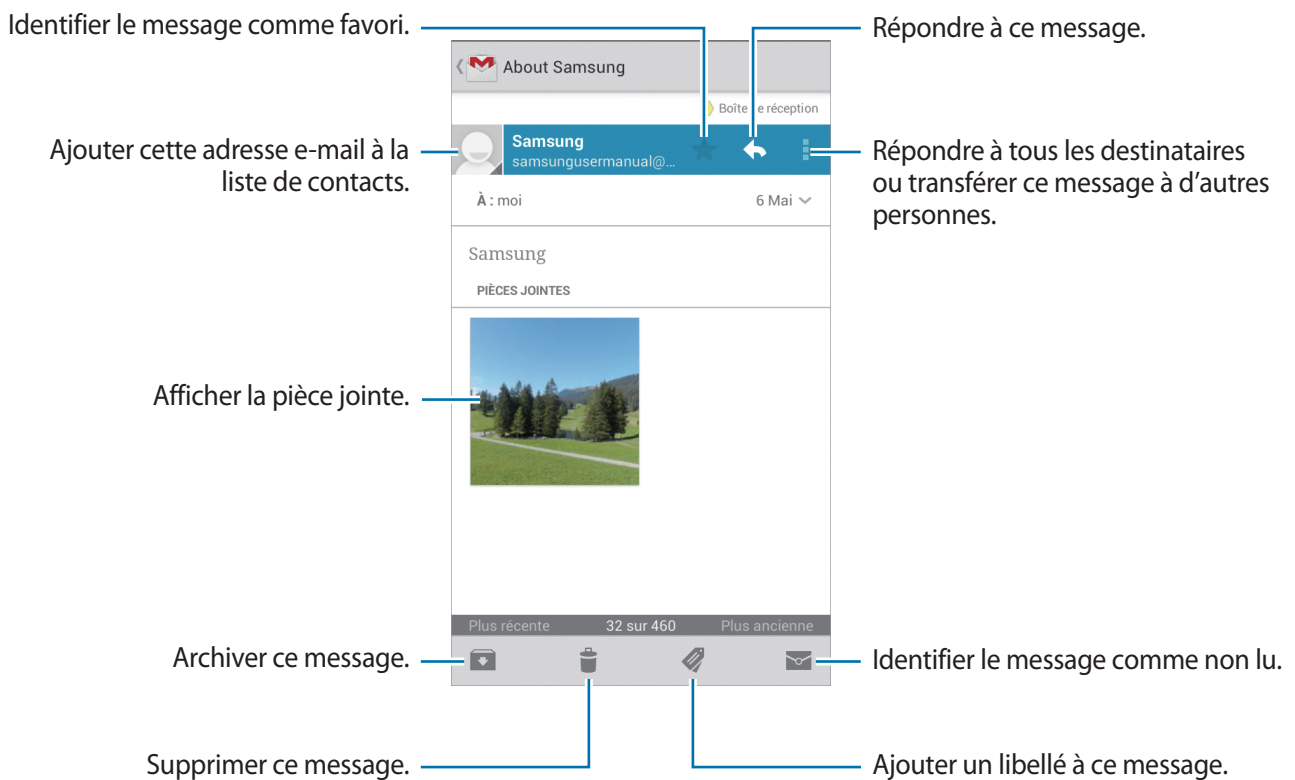 Identifier le message comme favori.
Répondre à ce message.
About Samsung
Boîte de réception
Ajouter cette adresse e-mail à la
liste de contacts.
Samsung
samsungusermanual@...
Répondre à tous les destinataires
ou transférer ce message à d'autres
personnes.
À : moi
6 Mai
Samsung
PIÈCES JOINTES
Afficher la pièce jointe.
Plus récente
32 sur 460
Plus ancienne
Archiver ce message.
Identifier le message comme non lu.
Supprimer ce message.
Ajouter un libellé à ce message.